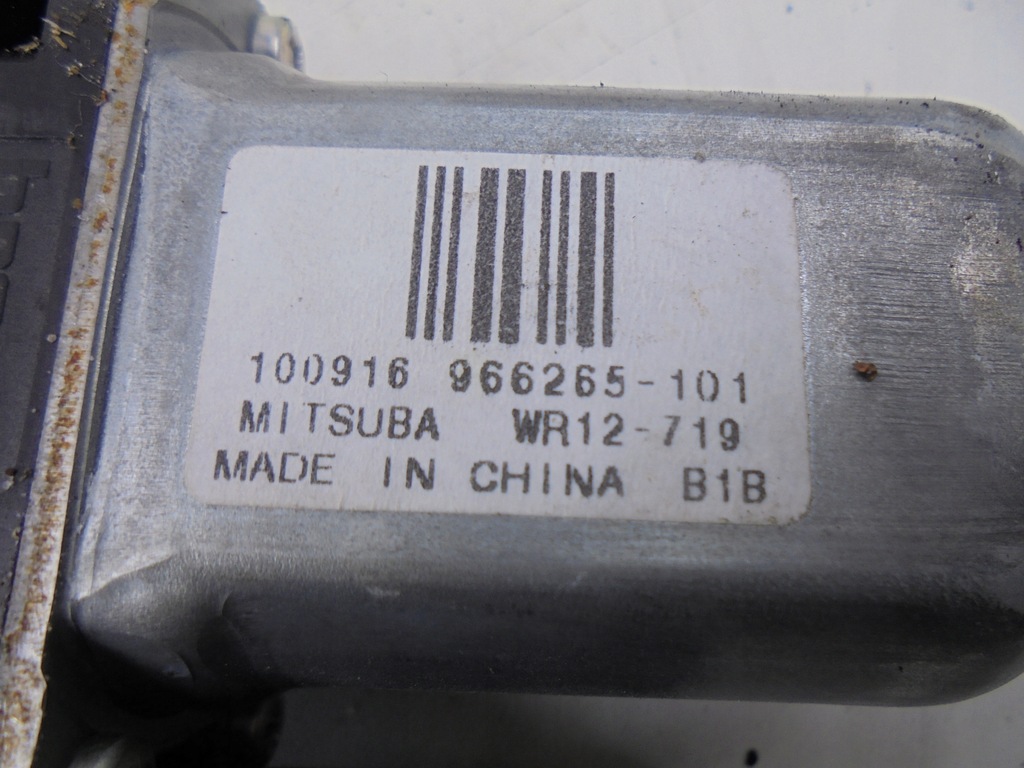 100916 966265-101
MITSUBA WR12-719
MADE IN CHINA B1B